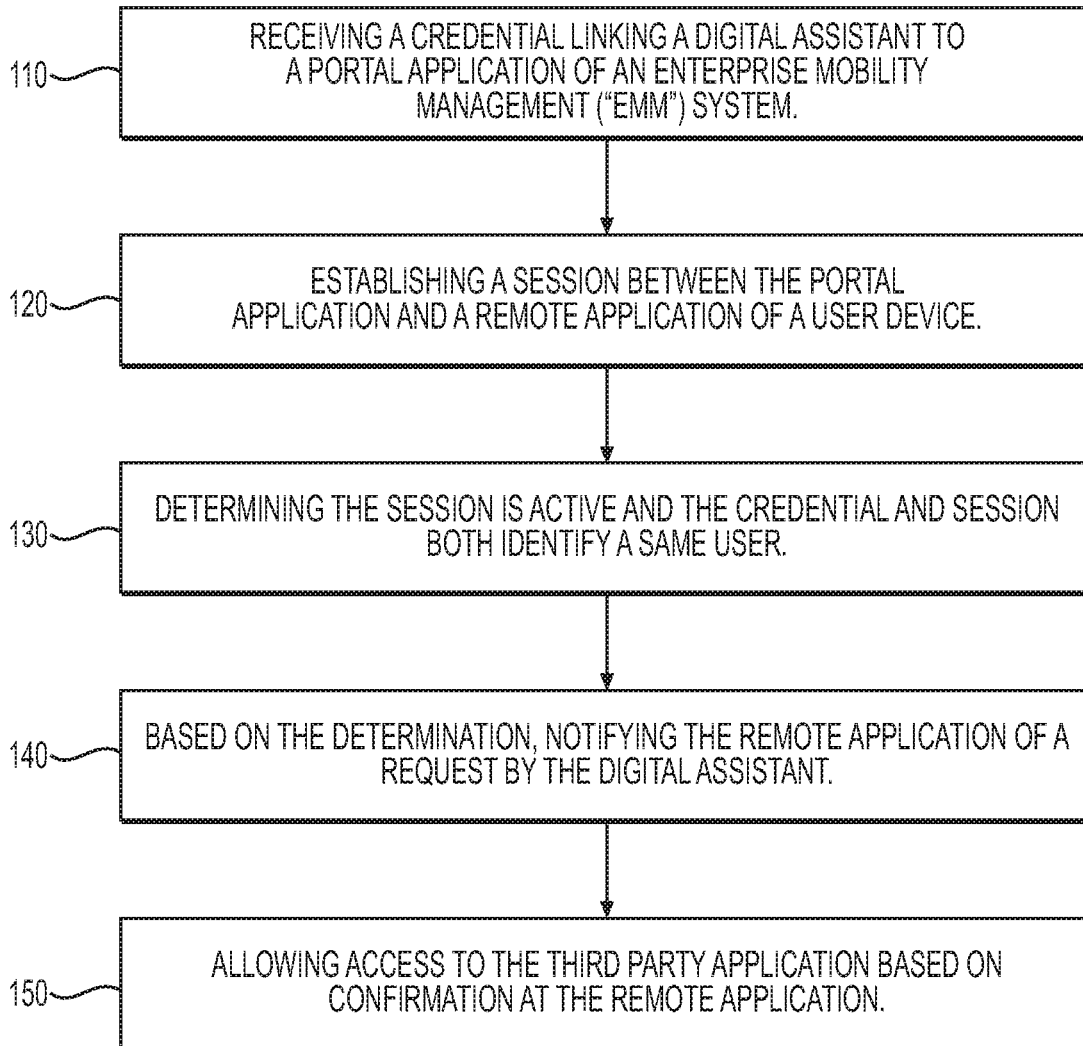 110
RECEIVING A CREDENTIAL LINKING A DIGITAL ASSISTANT TO
A PORTAL APPLICATION OF AN ENTERPRISE MOBILITY
MANAGEMENT (“EMM”) SYSTEM.
120
ESTABLISHING A SESSION BETWEEN THE PORTAL
APPLICATION AND A REMOTE APPLICATION OF A USER DEVICE.
130
DETERMINING THE SESSION IS ACTIVE AND THE CREDENTIAL AND SESSION
BOTH IDENTIFY A SAME USER.
140
BASED ON THE DETERMINATION, NOTIFYING THE REMOTE APPLICATION OF A
REQUEST BY THE DIGITAL ASSISTANT.
150
ALLOWING ACCESS TO THE THIRD PARTY APPLICATION BASED ON
CONFIRMATION AT THE REMOTE APPLICATION.